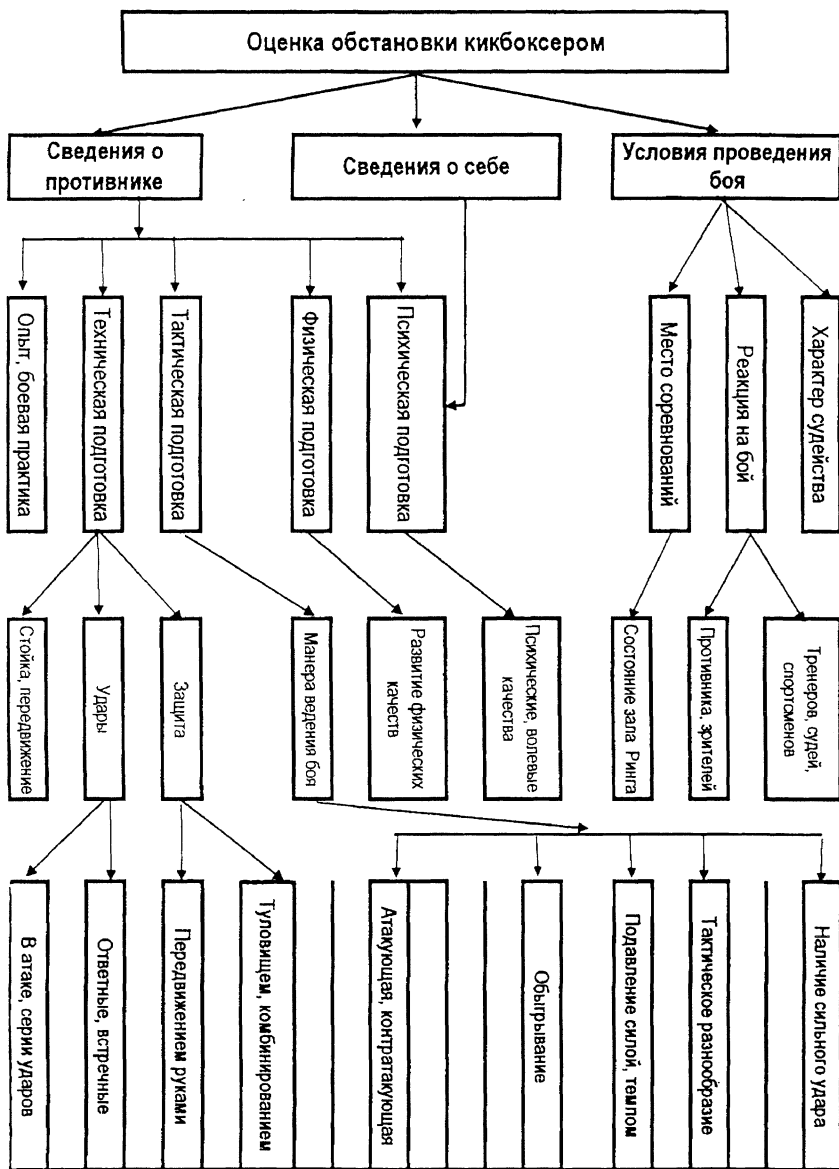 Оценка обстановки кикбоксером
Сведения о
противнике
Сведения о себе
Условия проведения
боя
Опыт, боевая практика
Техническая подготовка
Тактическая подготовка
Физическая подготовка
Психическая подготовка
Место соревнований
Реакция на бой
Характер судейства
Стойка, передвижение
Удары
Защита
Манера ведения боя
Развитие физических
качеств
Психические, волевые
качества
Состояние зала Ринга
Противника, зрителей
Тренеров, судей,
спортсменов
В атаке, серии ударов
Ответные, встречные
Передвижением руками
Туловищем, комбинированием
Атакующая, контратакующая
Обыгрывание
Подавление силой, темпом
Тактическое разнообразие
Наличие сильного удара